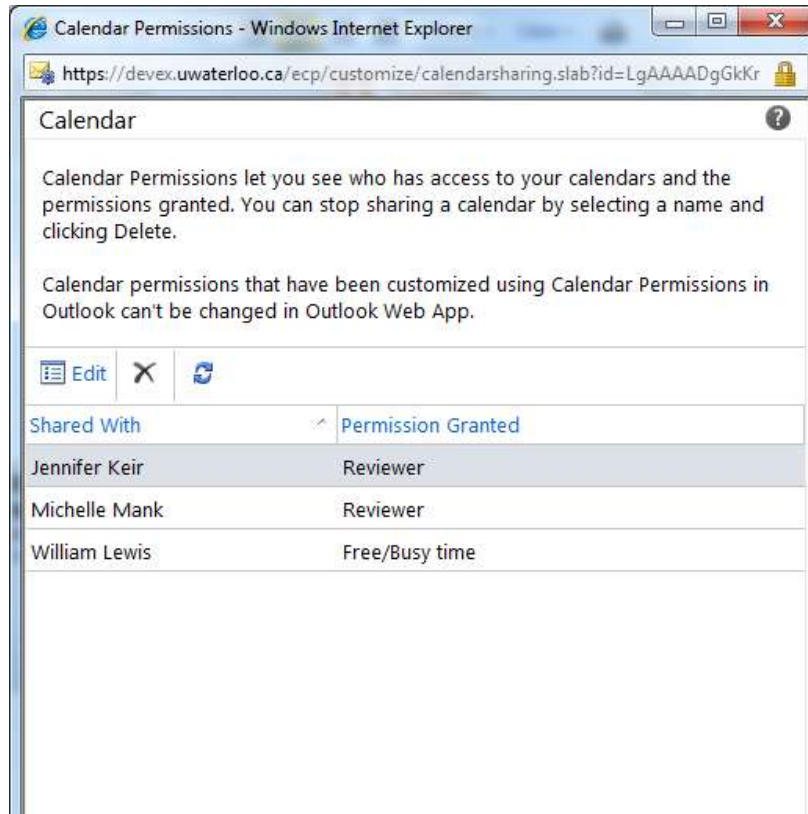 Calendar Permissions - Windows Internet Explorer
https://devex.uwaterloo.ca/ecp/customize/calendarsharing.slab?id=LgAAAADgGkKr
Calendar
Calendar Permissions let you see who has access to your calendars and the
permissions granted. You can stop sharing a calendar by selecting a name and
clicking Delete.
Calendar permissions that have been customized using Calendar Permissions in
Outlook can't be changed in Outlook Web App.
Edit
Shared With Permission Granted
Jennifer Keir Reviewer
Michelle Mank Reviewer
William Lewis Free/Busy time